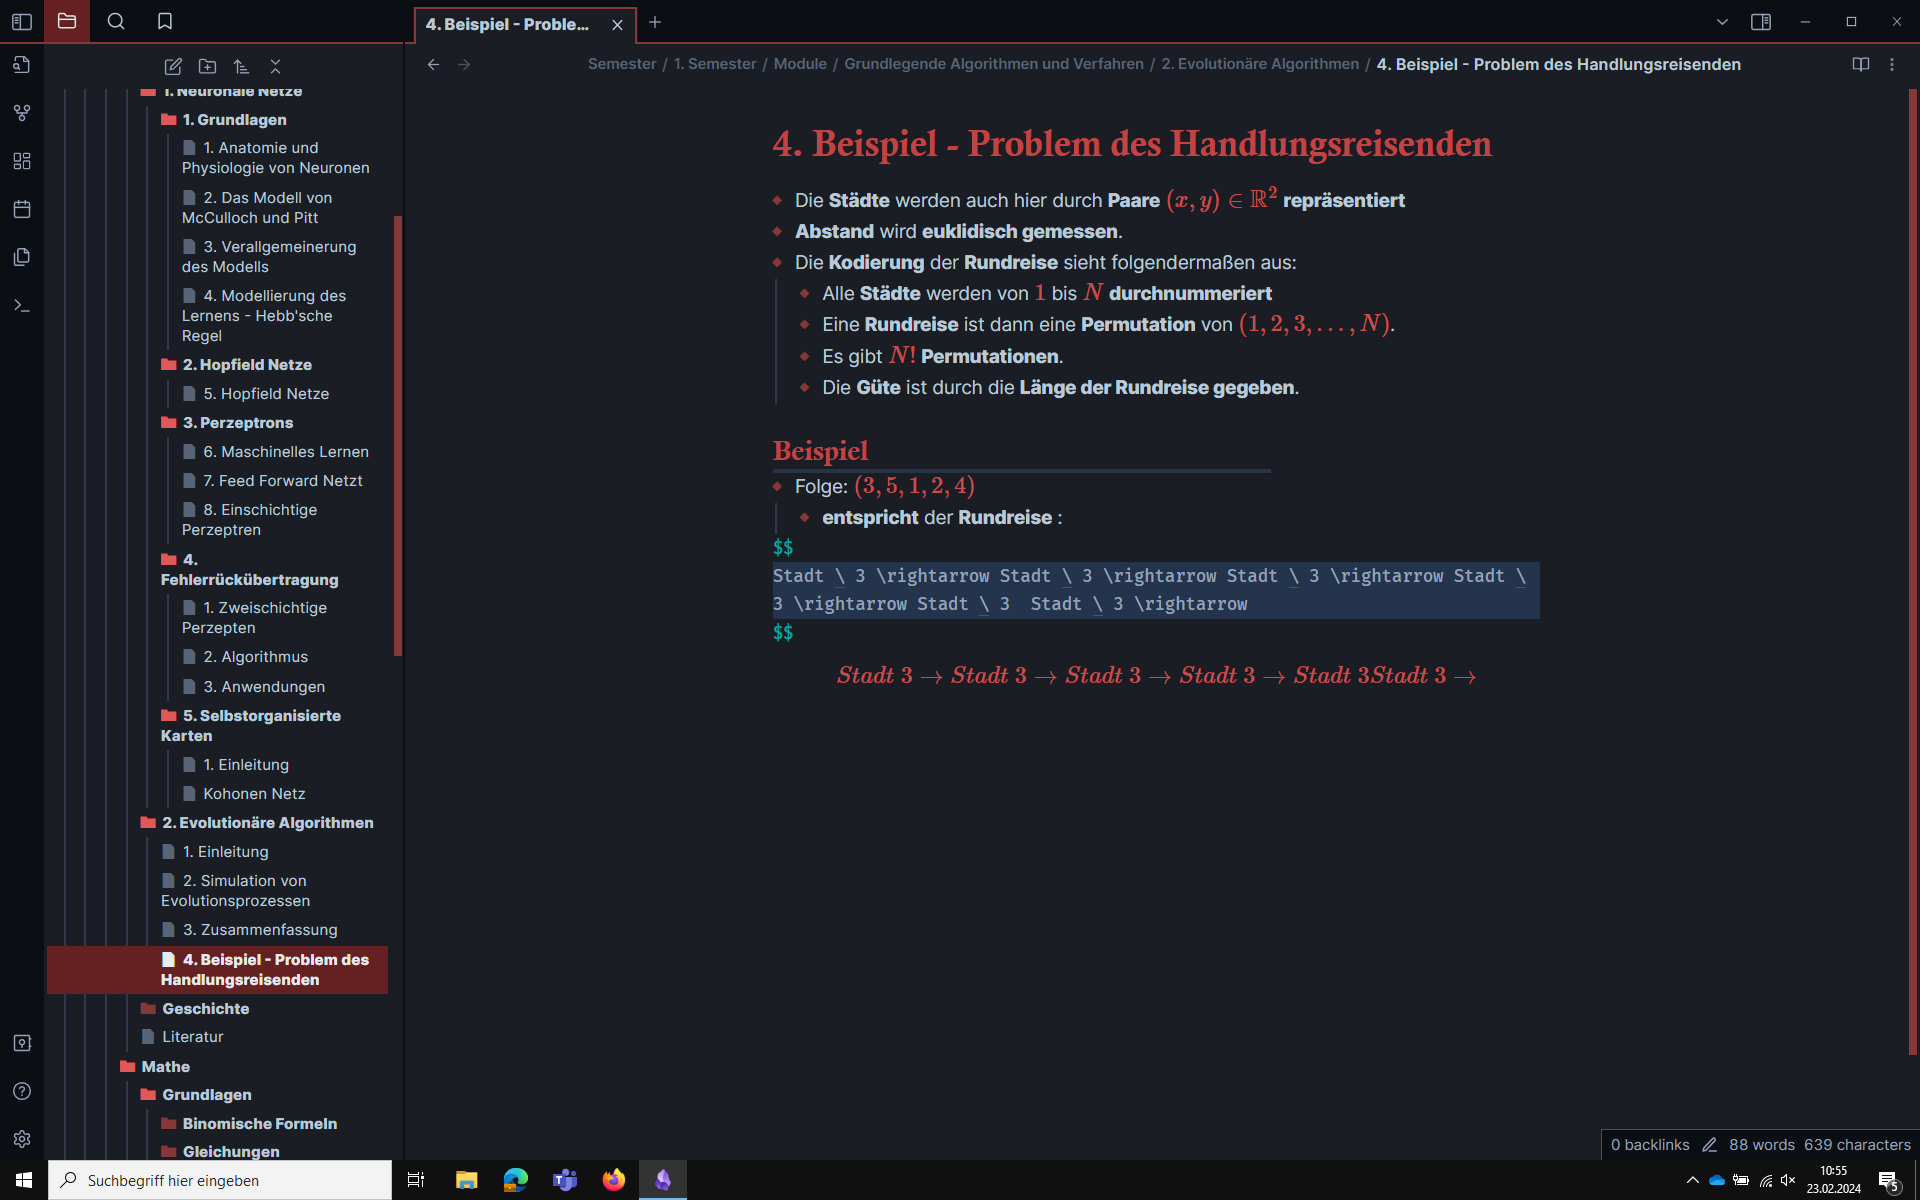 4. Beispiel - Proble...
Semester / 1. Semester / Module / Grundlegende Algorithmen und Verfahren / 2. Evolutionäre Algorithmen / 4. Beispiel - Problem des Handlungsreisenden
1. Neuronale Netze
1. Grundlagen
1. Anatomie und
Physiologie von Neuronen
2. Das Modell von
McCulloch und Pitt
3. Verallgemeinerung
des Modells
4. Modellierung des
Lernens - Hebb'sche
Regel
2. Hopfield Netze
5. Hopfield Netze
3. Perzeptrons
6. Maschinelles Lernen
7. Feed Forward Netzt
8. Einschichtige
Perzeptren
4.
Fehlerrückübertragung
1. Zweischichtige
Perzepten
2. Algorithmus
3. Anwendungen
5. Selbstorganisierte
Karten
1. Einleitung
Kohonen Netz
2. Evolutionäre Algorithmen
1. Einleitung
2. Simulation von
Evolutionsprozessen
3. Zusammenfassung
4. Beispiel - Problem des
Handlungsreisenden
Geschichte
Literatur
Mathe
Grundlagen
Binomische Formeln
Gleichungen
4. Beispiel - Problem des Handlungsreisenden
Die Städte werden auch hier durch Paare (x, y) ∈ ℝ² repräsentiert
Abstand wird euklidisch gemessen.
Die Kodierung der Rundreise sieht folgendermaßen aus:
Alle Städte werden von 1 bis N durchnummeriert
Eine Rundreise ist dann eine Permutation von (1, 2, 3, . . . , N).
Es gibt N! Permutationen.
Die Güte ist durch die Länge der Rundreise gegeben.
Beispiel
Folge: (3, 5, 1, 2, 4)
entspricht der Rundreise :
$$
Stadt \ 3 \rightarrow Stadt \ 3 \rightarrow Stadt \ 3 \rightarrow Stadt \
3 \rightarrow Stadt \ 3  Stadt \ 3 \rightarrow
$$
Stadt 3 → Stadt 3 → Stadt 3 → Stadt 3 → Stadt 3Stadt 3 →
0 backlinks 88 words 639 characters
Suchbegriff hier eingeben
10:55
23.02.2024
5